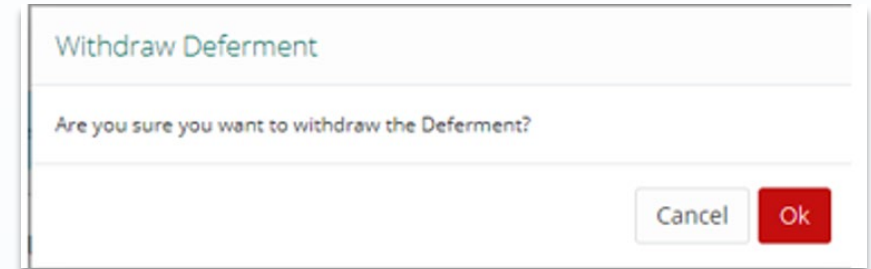 Withdraw Deferment
Are you sure you want to withdraw the Deferment?
Cancel Ok